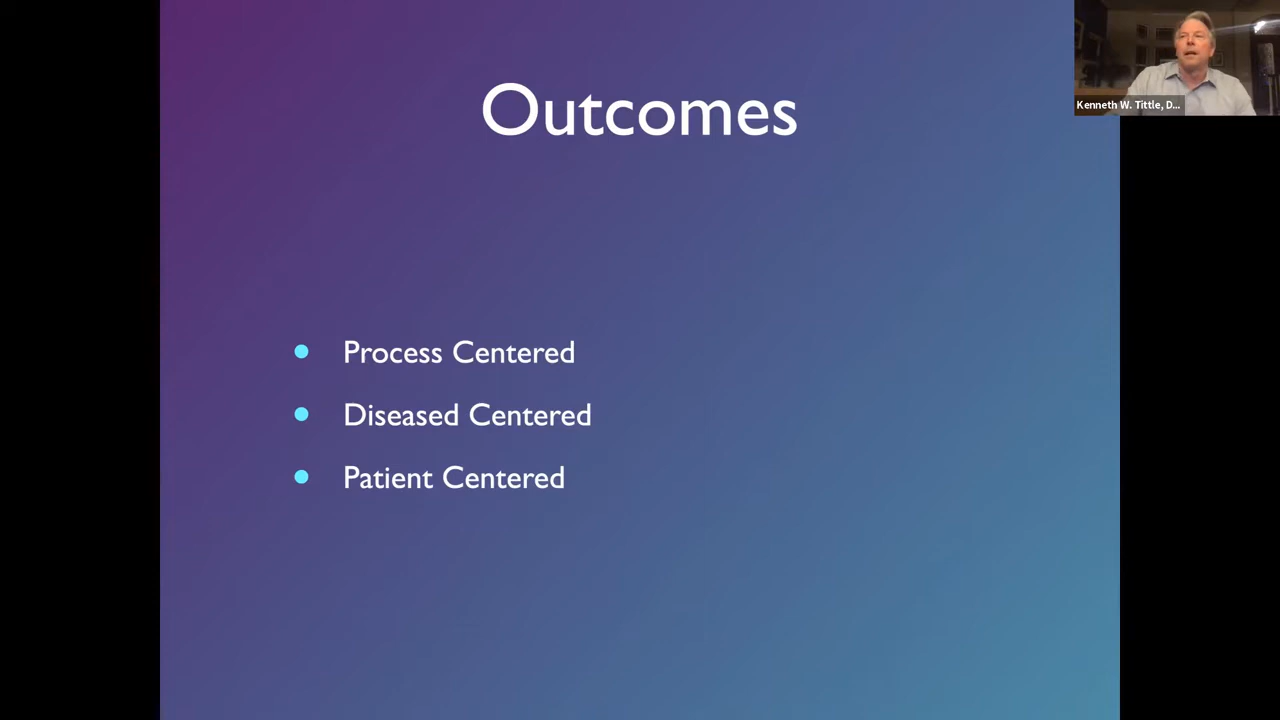 Outcomes
Kenneth W. Tittle, D...
Process Centered
Diseased Centered
Patient Centered